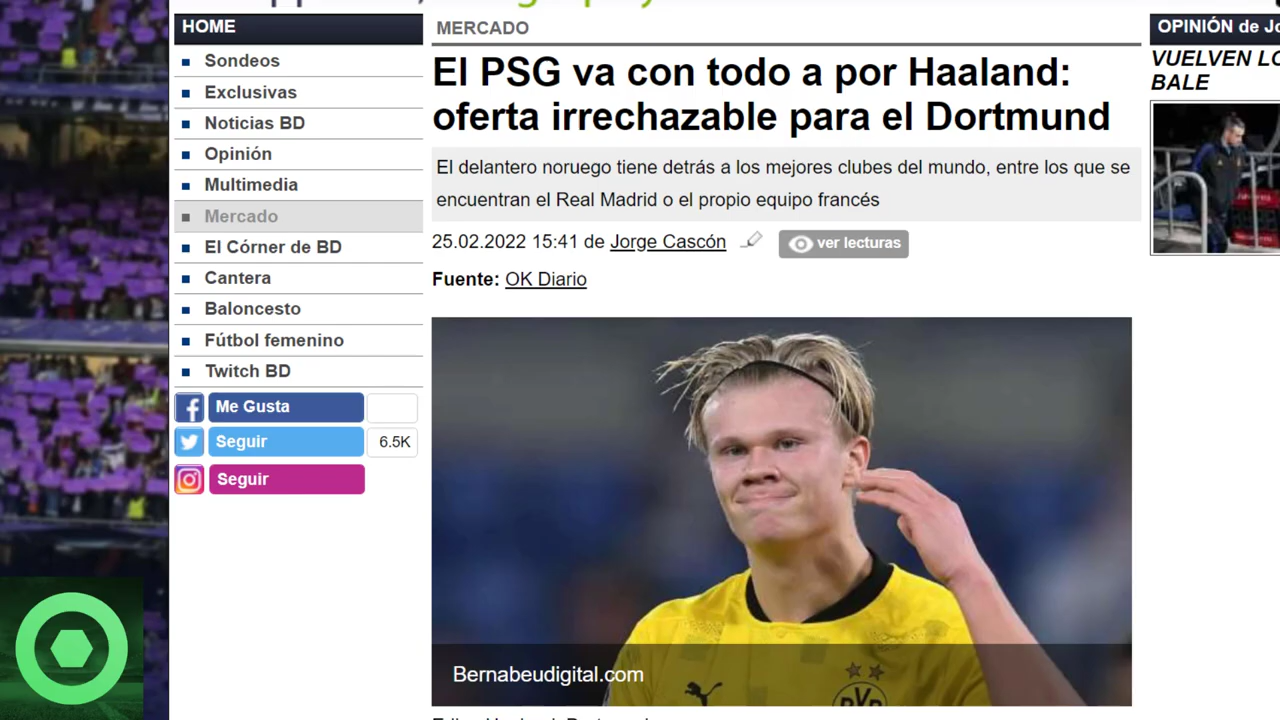 HOME
Sondeos
Exclusivas
Noticias BD
Opinión
Multimedia
Mercado
El Córner de BD
Cantera
Baloncesto
Fútbol femenino
Twitch BD
Me Gusta
Seguir
6.5K
Seguir
MERCADO
El PSG va con todo a por Haaland:
oferta irrechazable para el Dortmund
El delantero noruego tiene detrás a los mejores clubes del mundo, entre los que se
encuentran el Real Madrid o el propio equipo francés
25.02.2022 15:41 de Jorge Cascón
ver lecturas
Fuente: OK Diario
BVB
Bernabeudigital.com
OPINIÓN de
VUELVEN
BALE